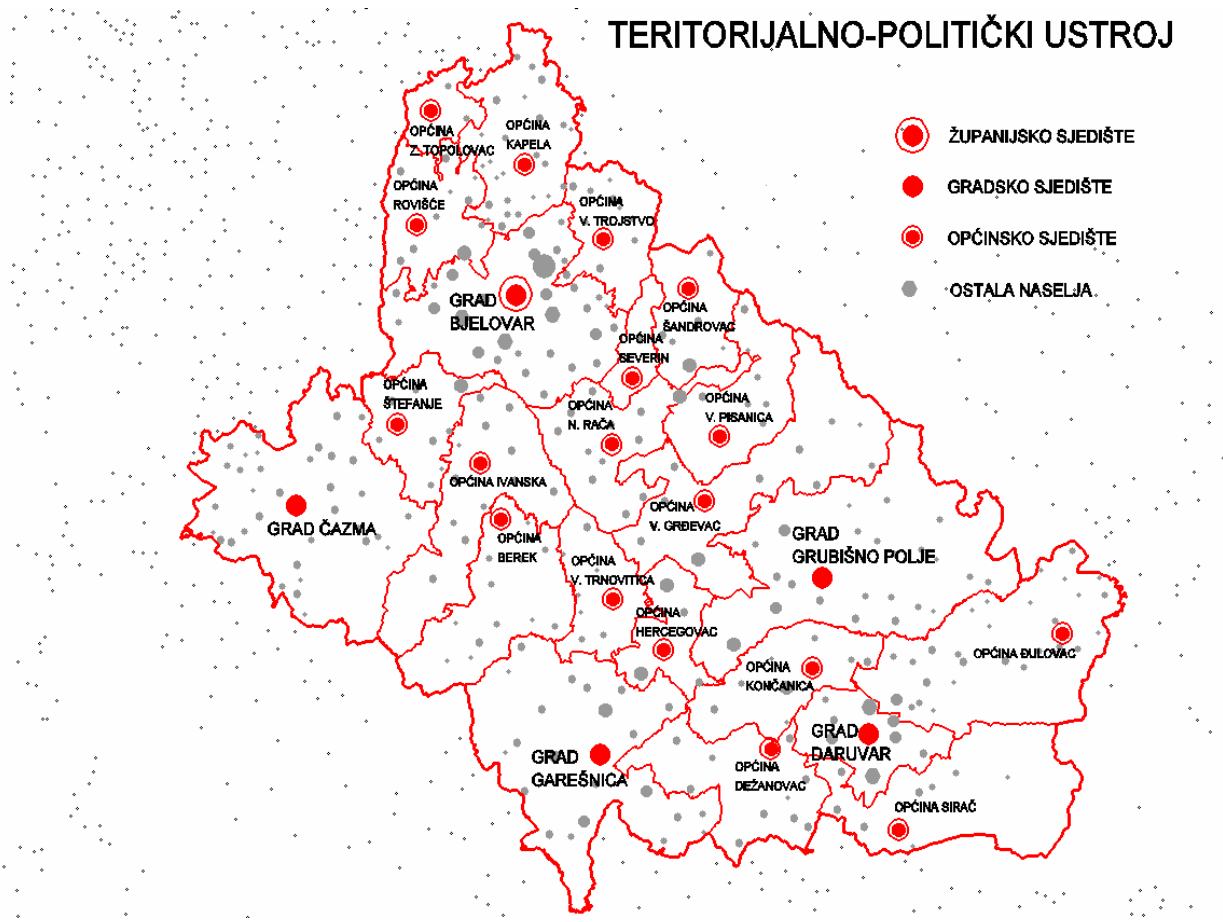 TERITORIJALNO-POLITIČKI USTROJ
ŽUPANIJSKO SJEDIŠTE
GRADSKO SJEDIŠTE
OPĆINSKO SJEDIŠTE
OSTALA NASELJA
OPĆINA
Z. TOPOLOVAC
OPĆINA
KAPELA
OPĆINA
ROVIŠĆE
OPĆINA
V. TROJSTVO
GRAD
BJELOVAR
OPĆINA
ŠANDROVAC
OPĆINA
SEVERIN
OPĆINA
ŠTEFANJE
OPĆINA
N. RAČA
OPĆINA
V. PISANICA
OPĆINA IVANSKA
GRAD ČAZMA
OPĆINA
BEREK
OPĆINA
V. GRĐEVAC
GRAD
GRUBIŠNO POLJE
OPĆINA
V. TRNOVITICA
OPĆINA
HERCEGOVAC
OPĆINA ĐULOVAC
OPĆINA
KONČANICA
GRAD
DARUVAR
GRAD
GAREŠNICA
OPĆINA
DEŽANOVAC
OPĆINA SIRAČ